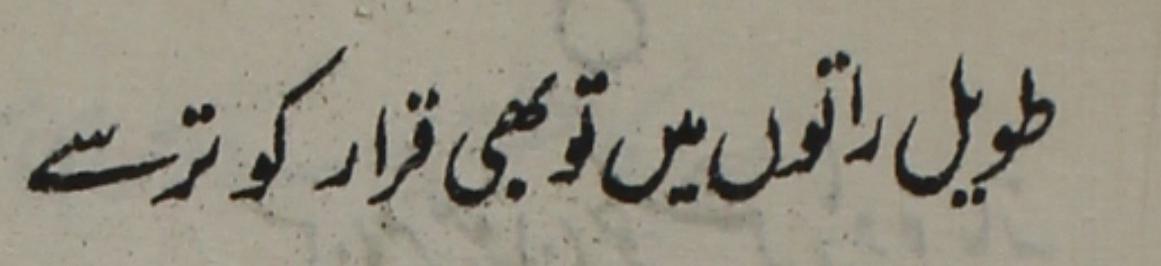 طویل راتوں میں تو بھی قرار کو ترسے